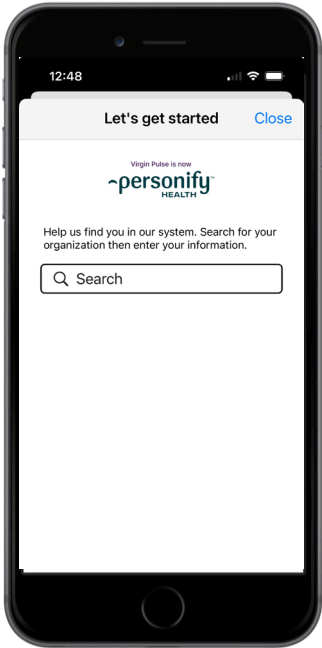 12:48
Let's get started
Close
Virgin Pulse is now
personify™
HEALTH
Help us find you in our system. Search for your
organization then enter your information.
Search